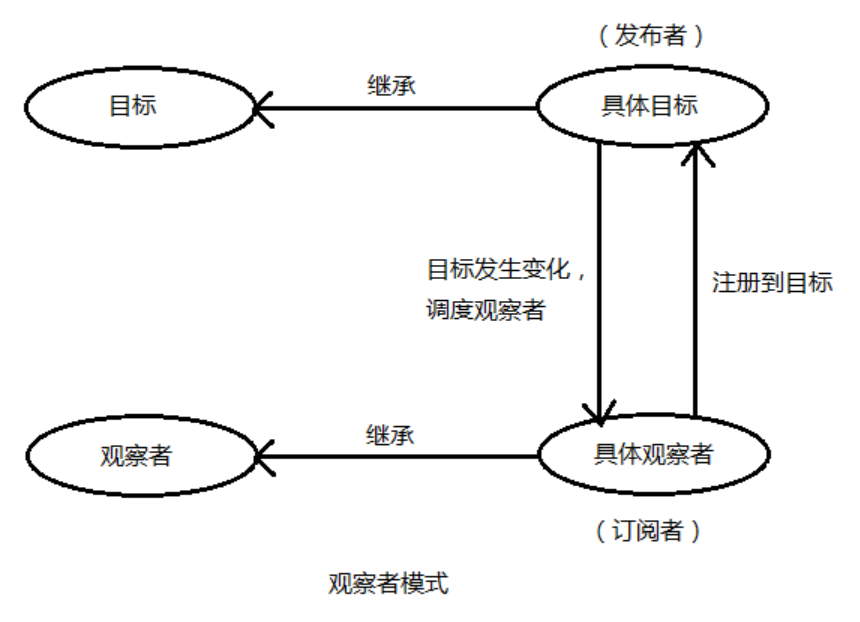 （发布者）
目标
继承
具体目标
目标发生变化，
调度观察者
注册到目标
观察者
继承
具体观察者
（订阅者）
观察者模式